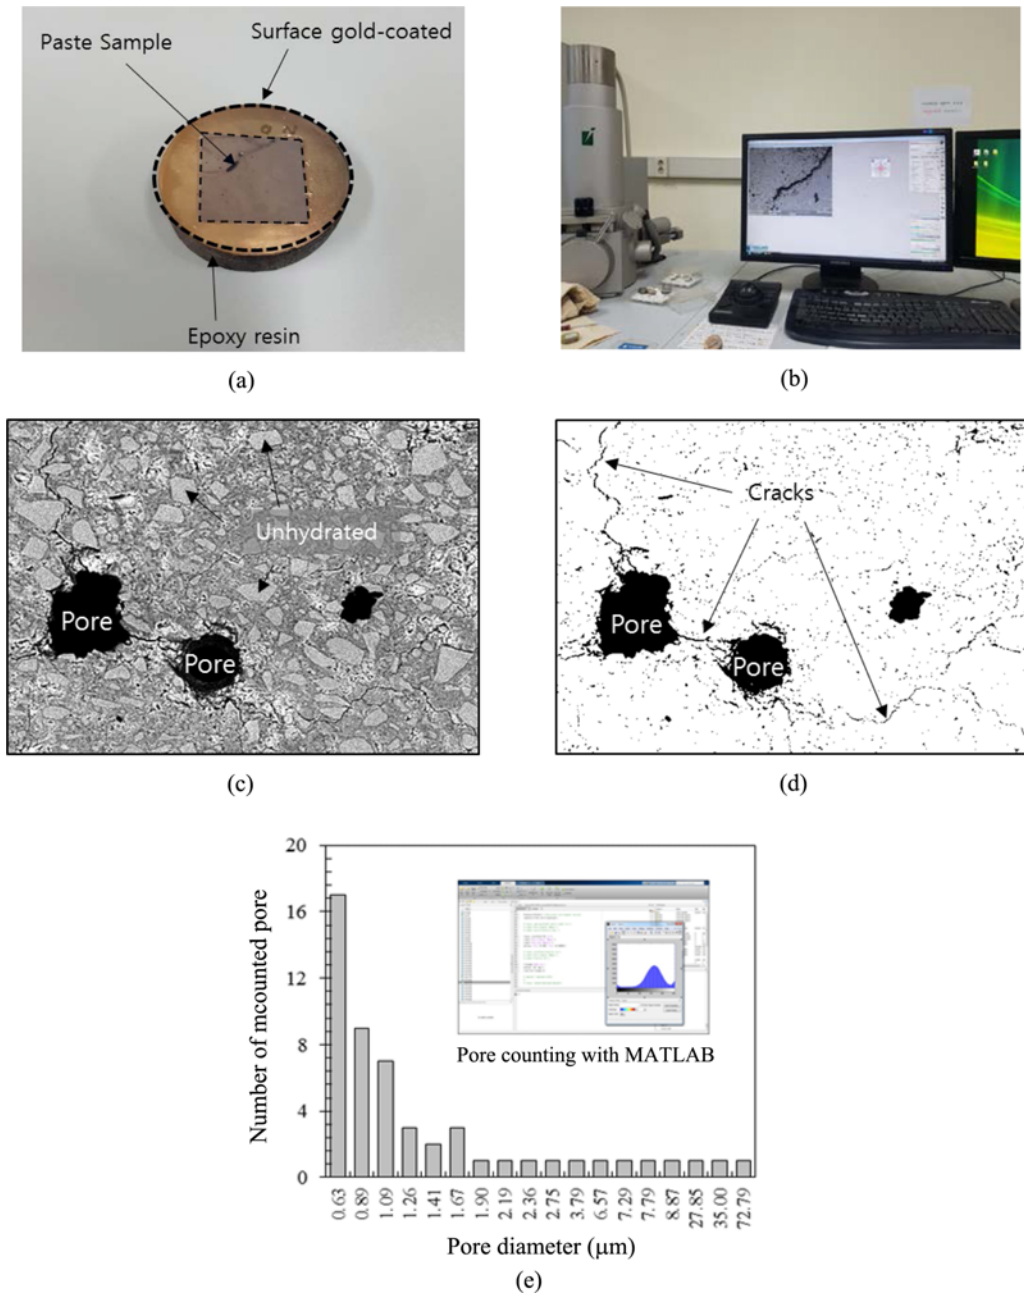 Paste Sample
Surface gold-coated
Epoxy resin
(a)
(b)
Unhydrated
Pore
Pore
(c)
Cracks
Pore
Pore
(d)
20
16
12
8
4
0
Number of mcounted pore
Pore counting with MATLAB
0.63 0.89 1.09 1.26 1.41 1.67 1.90 2.19 2.36 2.75 3.79 6.57 7.29 7.79 8.87 27.85 35.00 72.79
Pore diameter (μm)
(e)